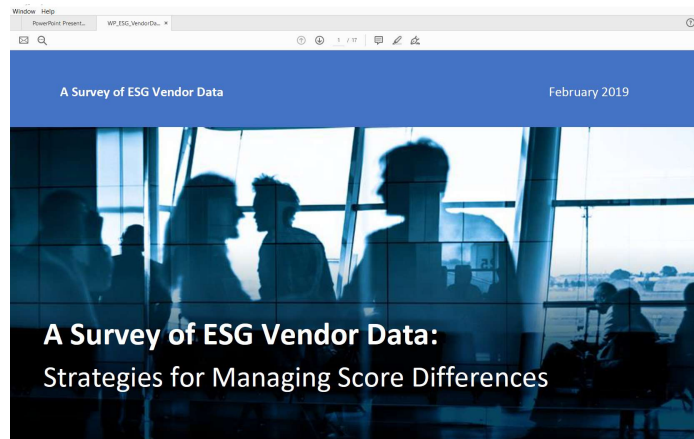 Window Help
PowerPoint Present...
WP_ESG_VendorDa... ×
1 / 17
A Survey of ESG Vendor Data
February 2019
A Survey of ESG Vendor Data:
Strategies for Managing Score Differences